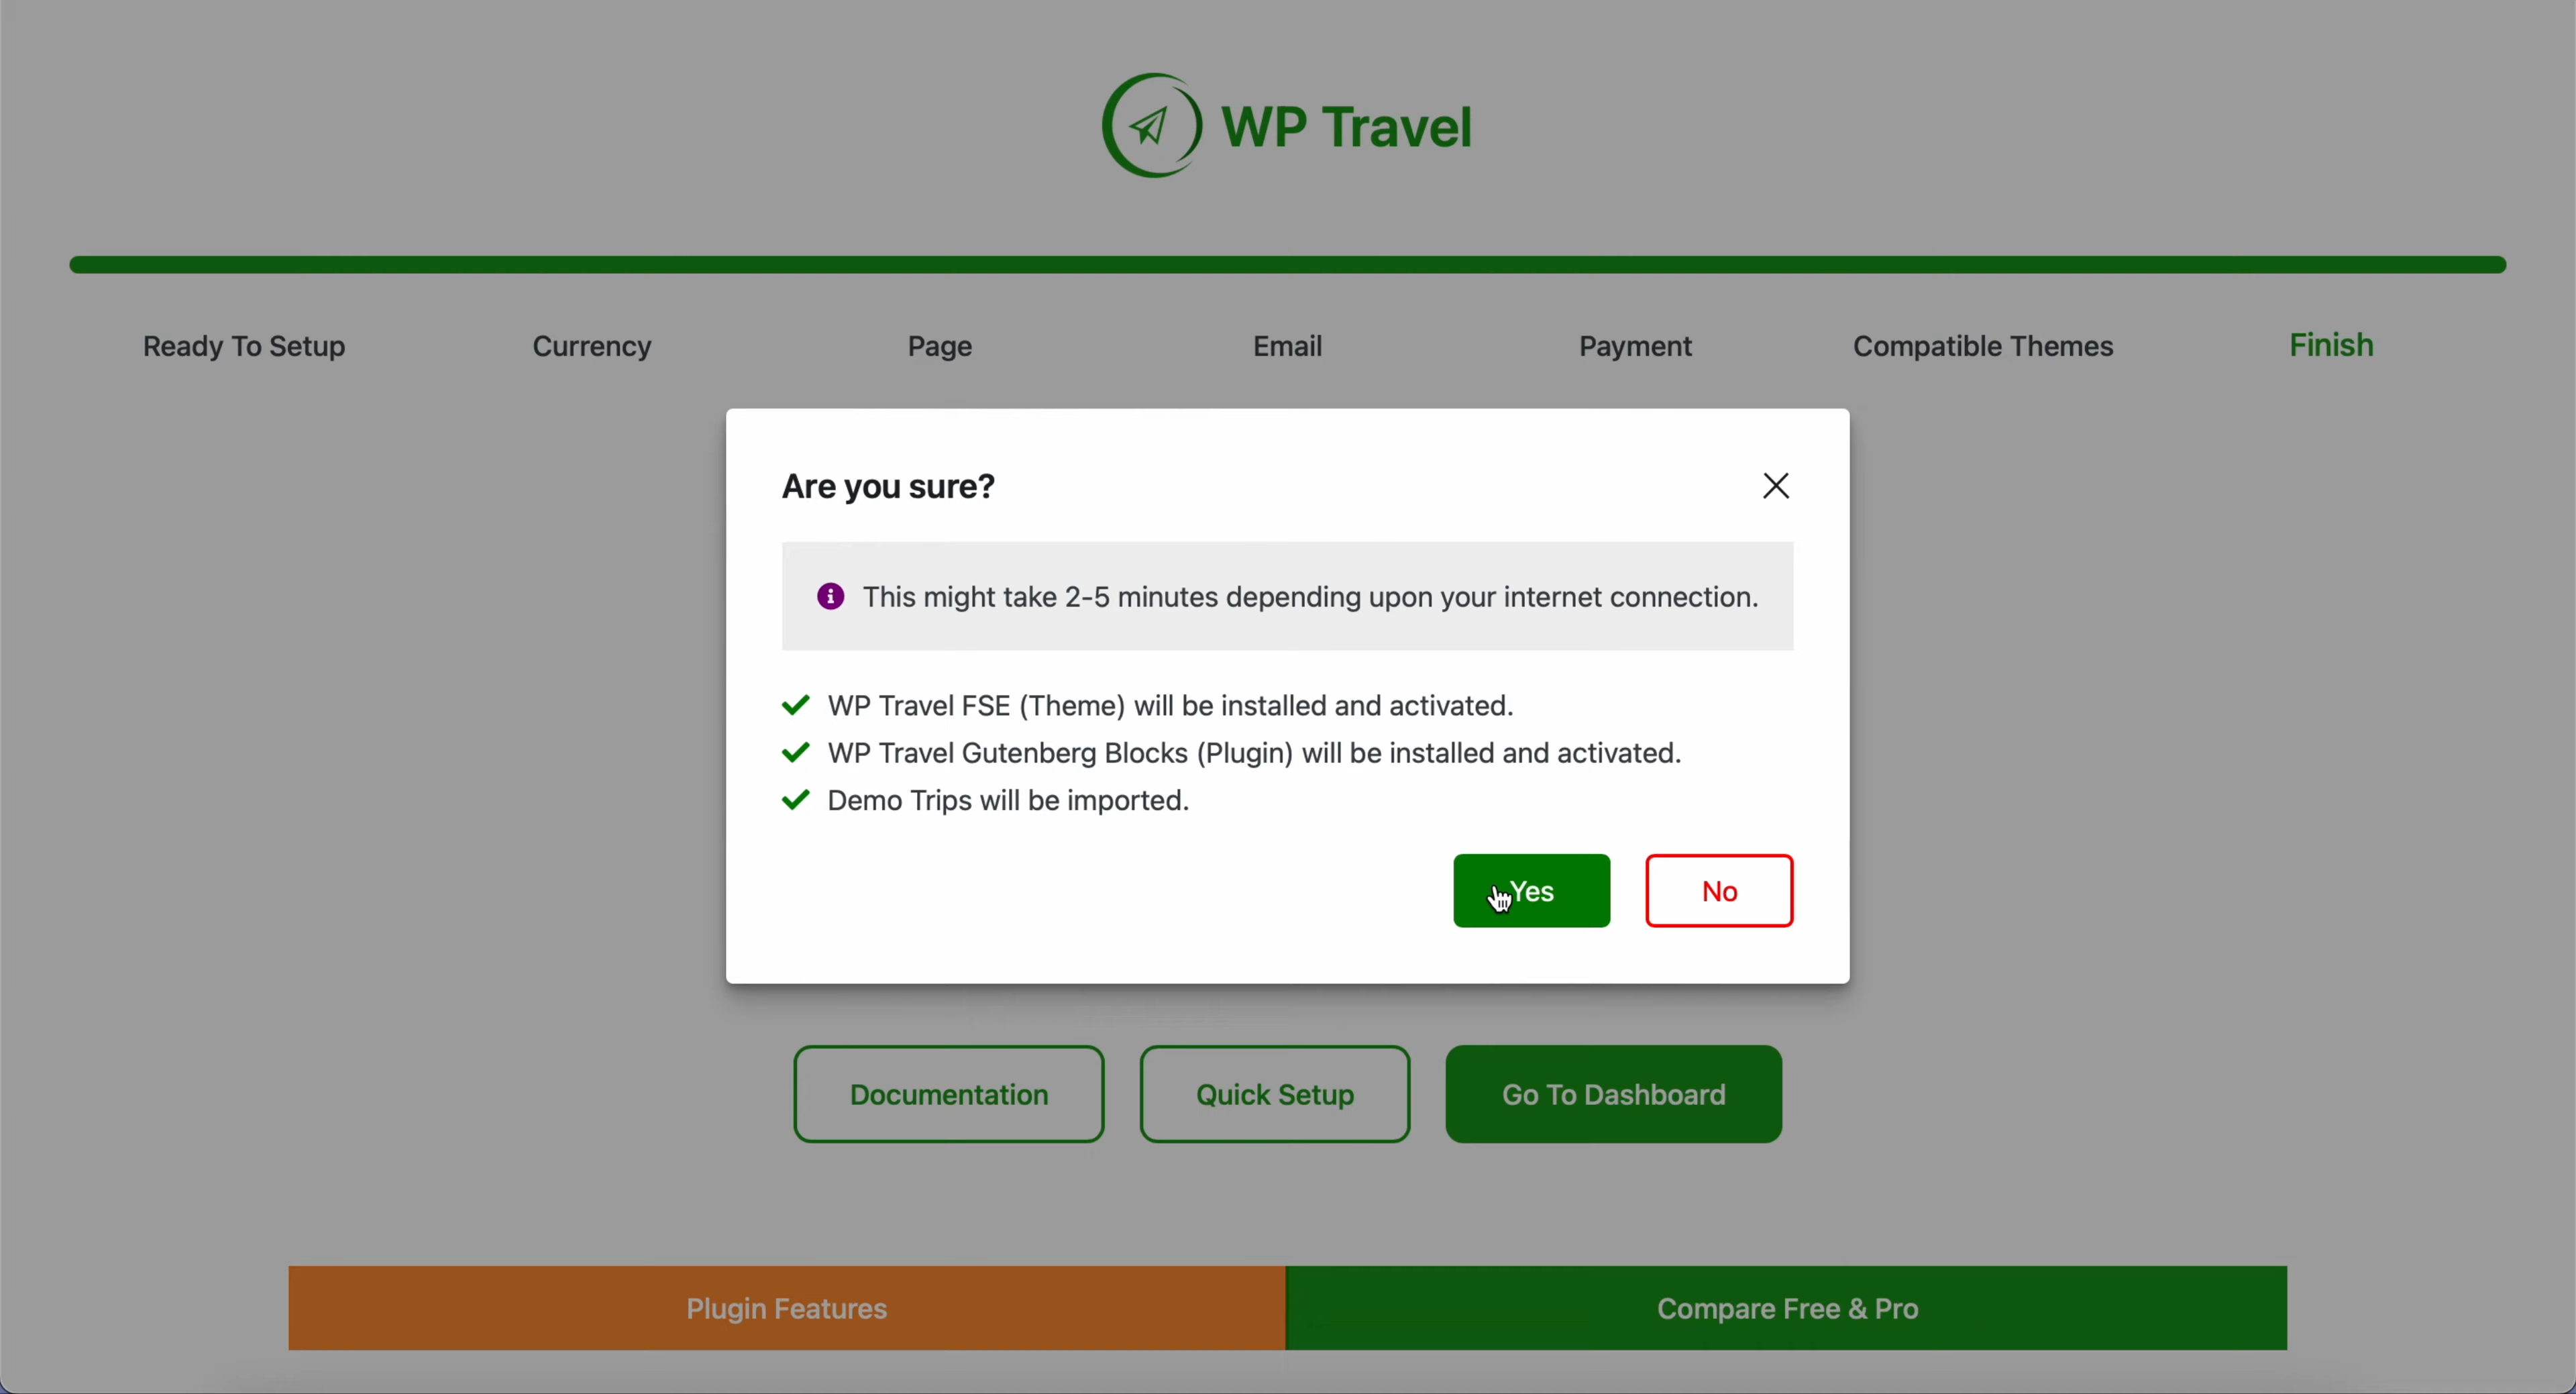 WP Travel
Ready To Setup
Currency
Page
Email
Payment
Compatible Themes
Finish
Are you sure?
This might take 2-5 minutes depending upon your internet connection.
WP Travel FSE (Theme) will be installed and activated.
WP Travel Gutenberg Blocks (Plugin) will be installed and activated.
Demo Trips will be imported.
Yes
No
Documentation
Quick Setup
Go To Dashboard
Plugin Features
Compare Free & Pro